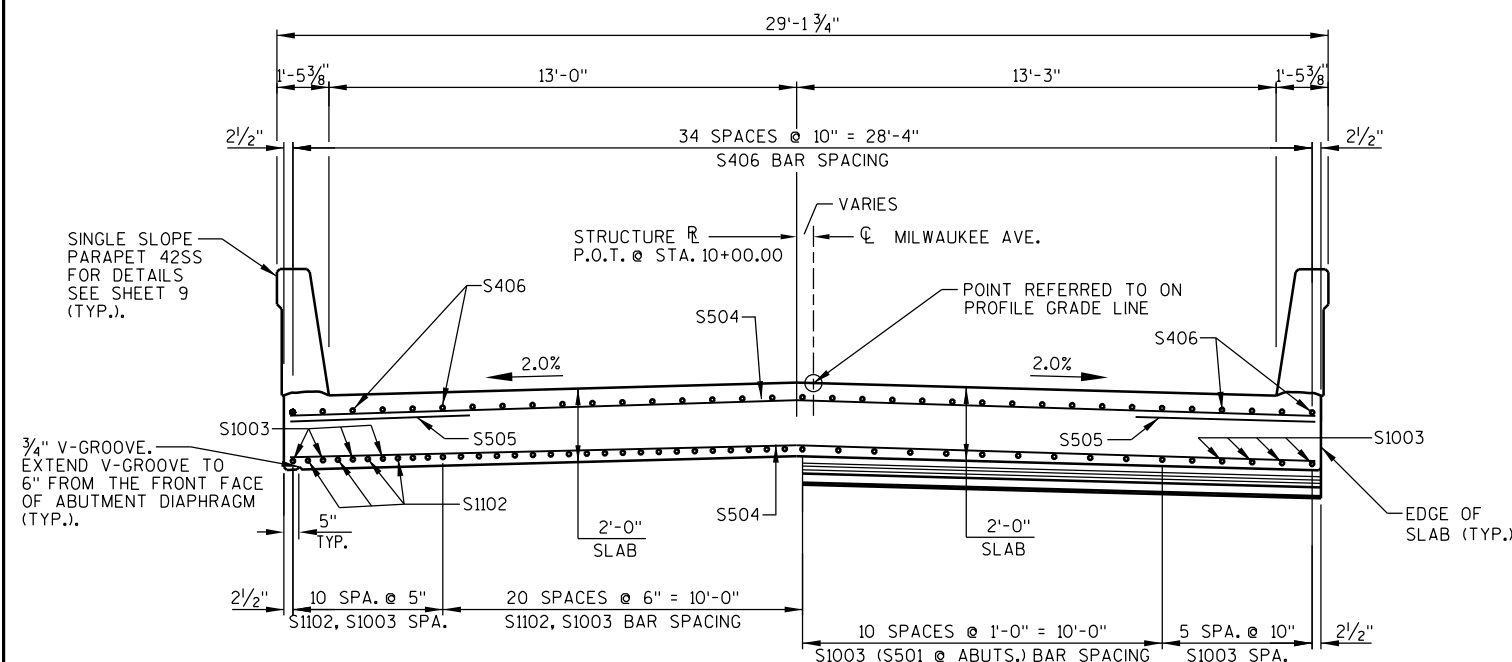 29'-1 3/4"
1'-5 3/8"
13'-0"
13'-3"
1'-5 3/8"
2 1/2"
34 SPACES @ 10" = 28'-4"
S406 BAR SPACING
2 1/2"
VARIES
STRUCTURE R
P.O.T. @ STA. 10+00.00
℄ MILWAUKEE AVE.
SINGLE SLOPE
PARAPET 42SS
FOR DETAILS
SEE SHEET 9
(TYP.).
S406
S504
POINT REFERRED TO ON
PROFILE GRADE LINE
S406
2.0%
2.0%
S1003
S505
S505
S1003
3/4" V-GROOVE.
EXTEND V-GROOVE TO
6" FROM THE FRONT FACE
OF ABUTMENT DIAPHRAGM
(TYP.).
S1102
5"
TYP.
2'-0"
SLAB
S504
2'-0"
SLAB
EDGE OF
SLAB (TYP.)
2 1/2"
10 SPA. @ 5"
S1102, S1003 SPA.
20 SPACES @ 6" = 10'-0"
S1102, S1003 BAR SPACING
10 SPACES @ 1'-0" = 10'-0"
S1003 (S501 @ ABUTS.) BAR SPACING
5 SPA. @ 10"
S1003 SPA.
2 1/2"